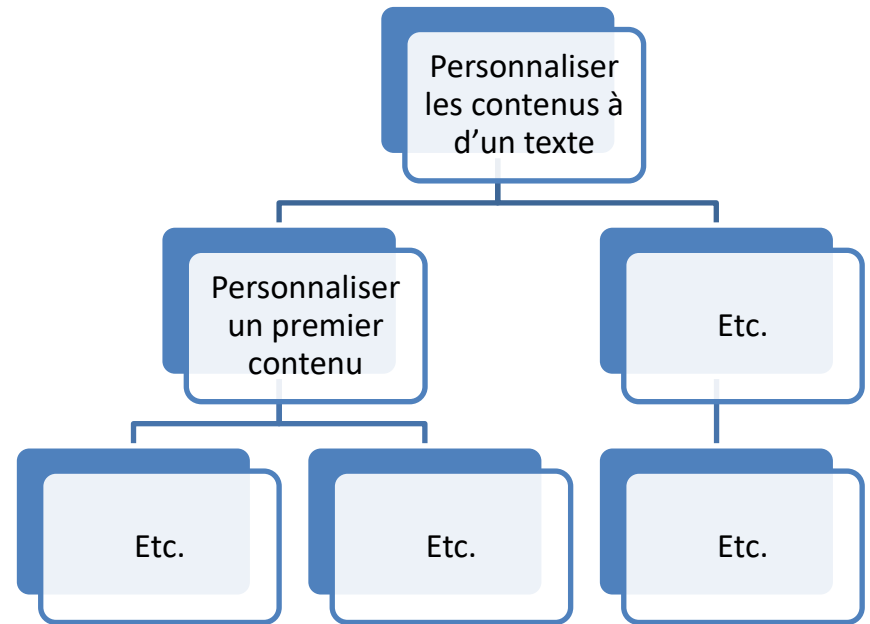 Personnaliser
les contenus à
d’un texte
Personnaliser
un premier
contenu
Etc.
Etc.
Etc.
Etc.